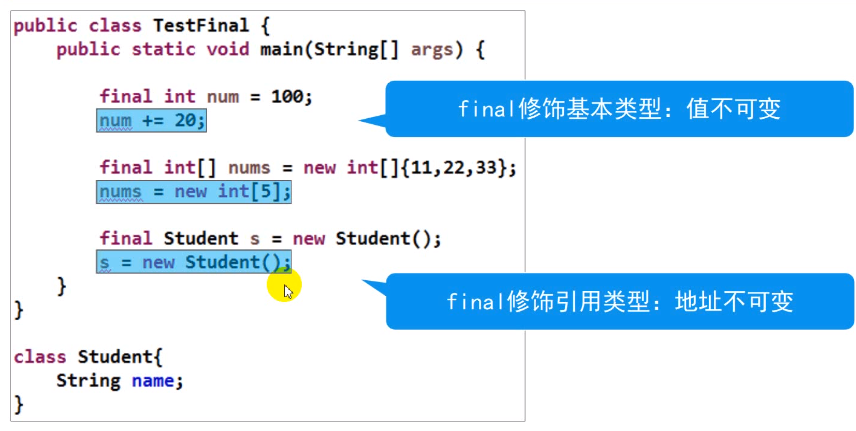 public class TestFinal {
public static void main(String[] args) {
final int num = 100;
num += 20;
final修饰基本类型：值不可变
final int[] nums = new int[]{11,22,33};
nums = new int[5];
final Student s = new Student();
s = new Student();
}
final修饰引用类型：地址不可变
}
class Student{
String name;
}